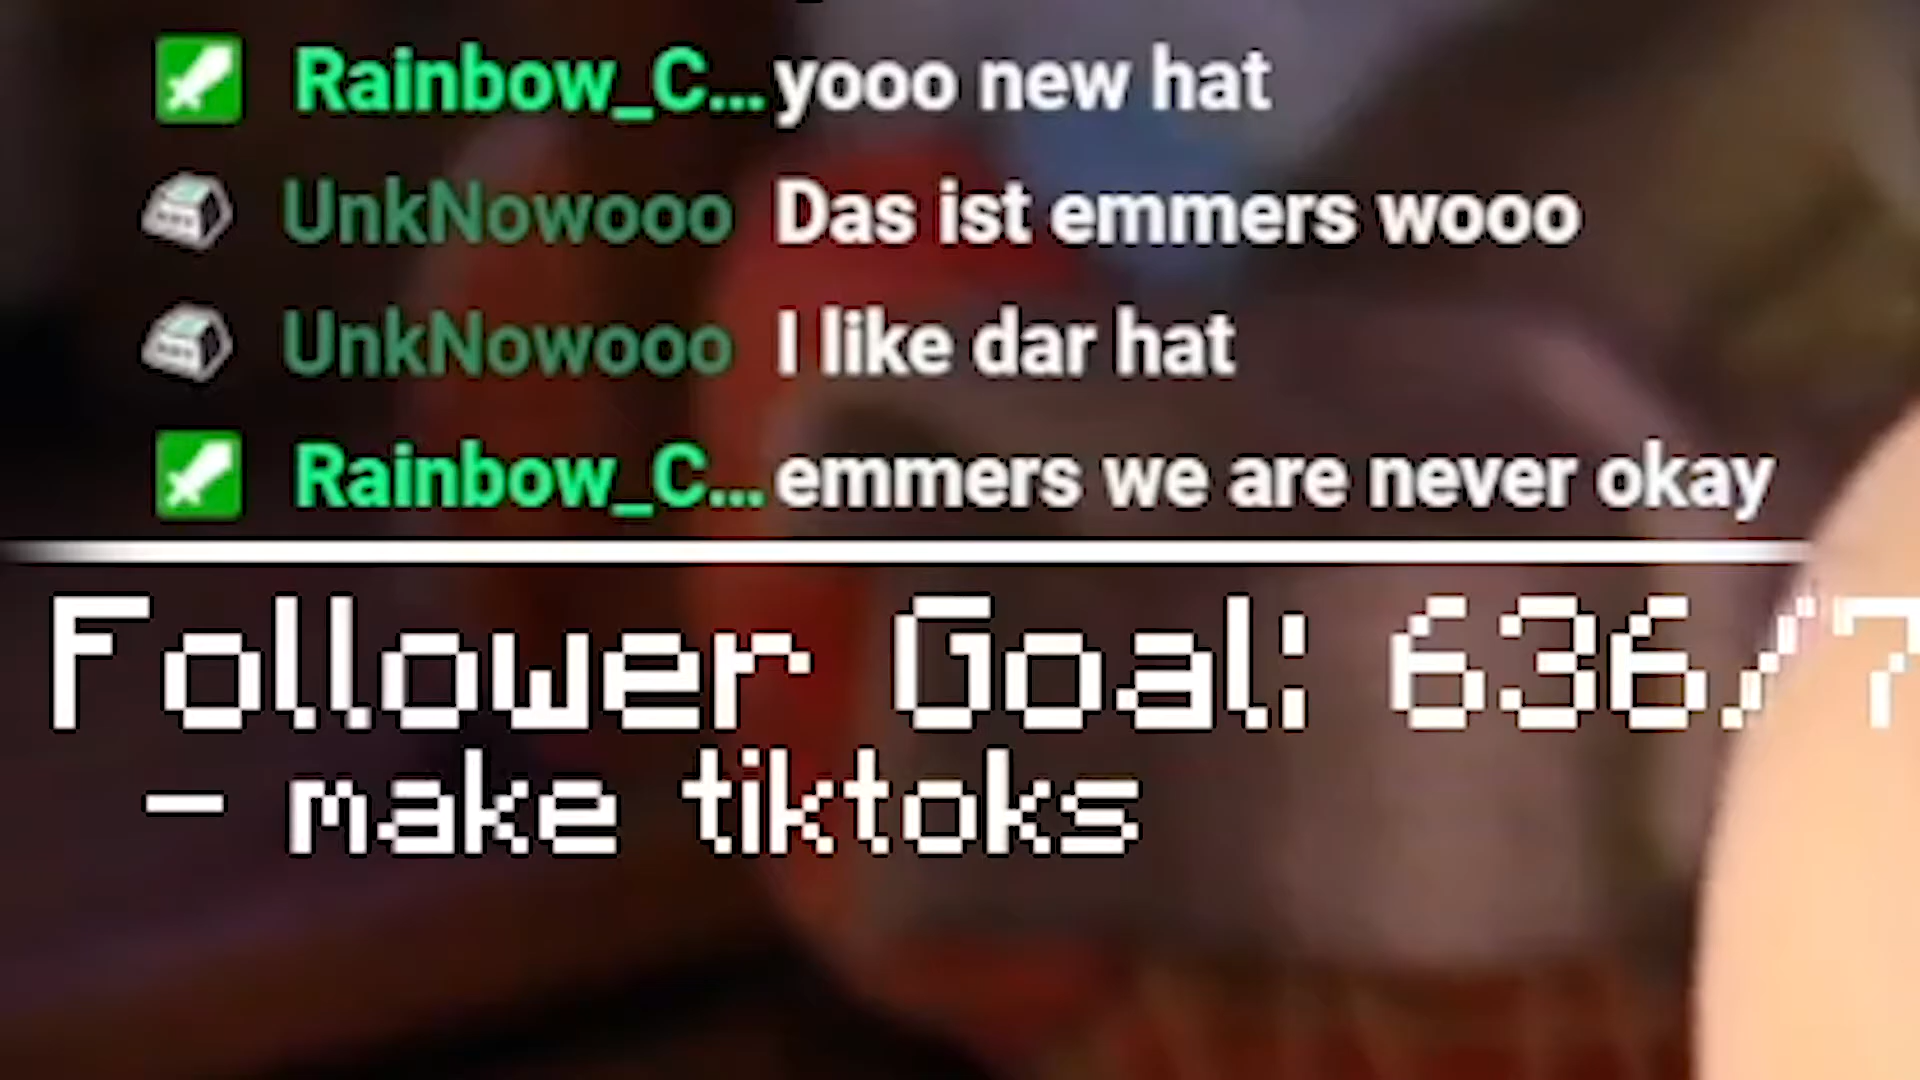 Rainbow_C... yooo new hat
UnkNowooo Das ist emmers wooo
UnkNowooo I like dar hat
Rainbow_C... emmers we are never okay
Follower Goal: 636/7
- make tiktoks